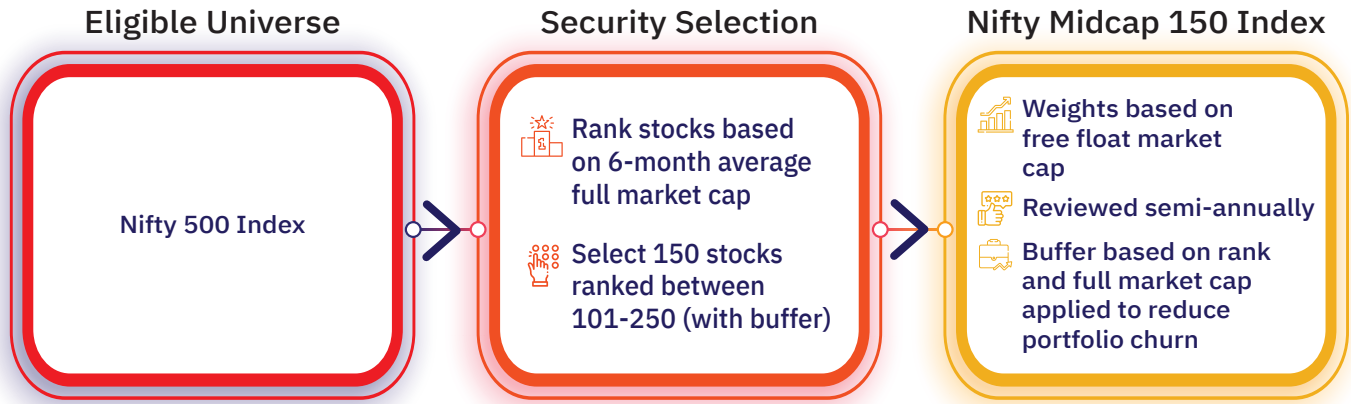 Eligible Universe
Nifty 500 Index
Security Selection
1
Rank stocks based
on 6-month average
full market cap
Select 150 stocks
ranked between
101-250 (with buffer)
Nifty Midcap 150 Index
Weights based on
free float market
cap
Reviewed semi-annually
Buffer based on rank
and full market cap
applied to reduce
portfolio churn